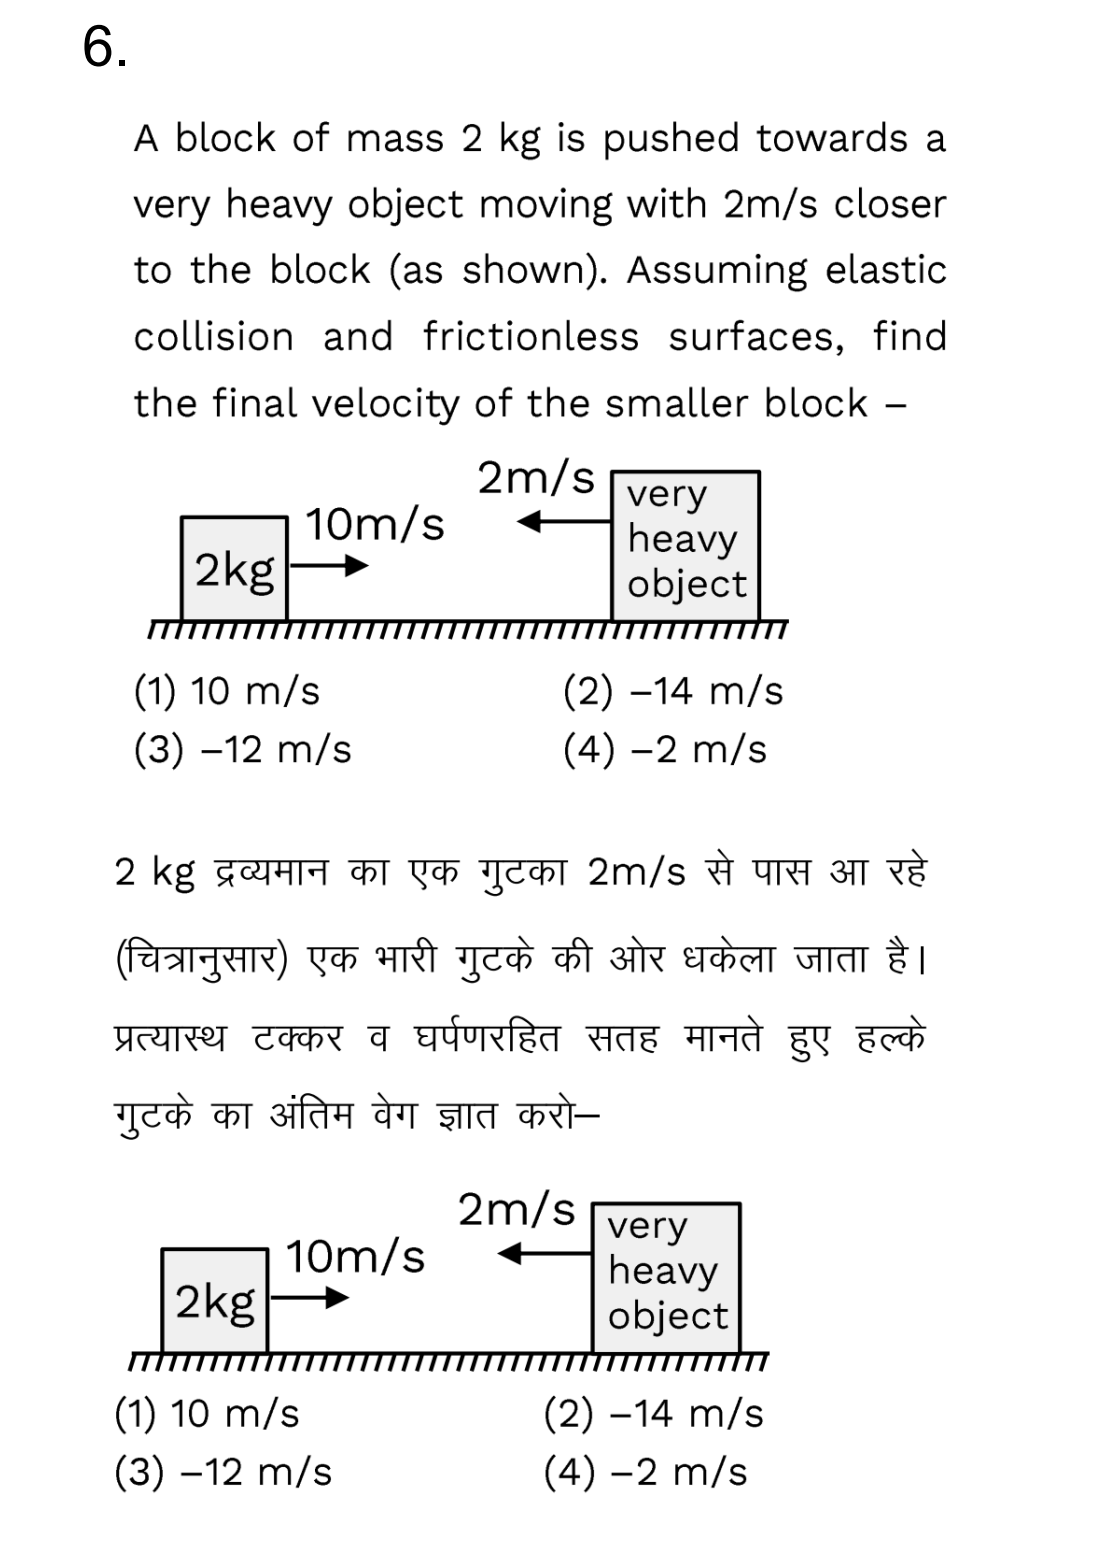 6.
A block of mass 2 kg is pushed towards a
very heavy object moving with 2m/s closer
to the block (as shown). Assuming elastic
collision and frictionless surfaces, find
the final velocity of the smaller block –
2m/s
very
heavy
object
10m/s
2kg
(1) 10 m/s (2) –14 m/s
(3) –12 m/s (4) –2 m/s
2 kg द्रव्यमान का एक गुटका 2m/s से पास आ रहे
(चित्रानुसार) एक भारी गुटके की ओर धकेला जाता है।
प्रत्यास्थ टक्कर व घर्पणरहित सतह मानते हुए हल्के
गुटके का अंतिम वेग ज्ञात करो–
2m/s
very
heavy
object
10m/s
2kg
(1) 10 m/s (2) –14 m/s
(3) –12 m/s (4) –2 m/s